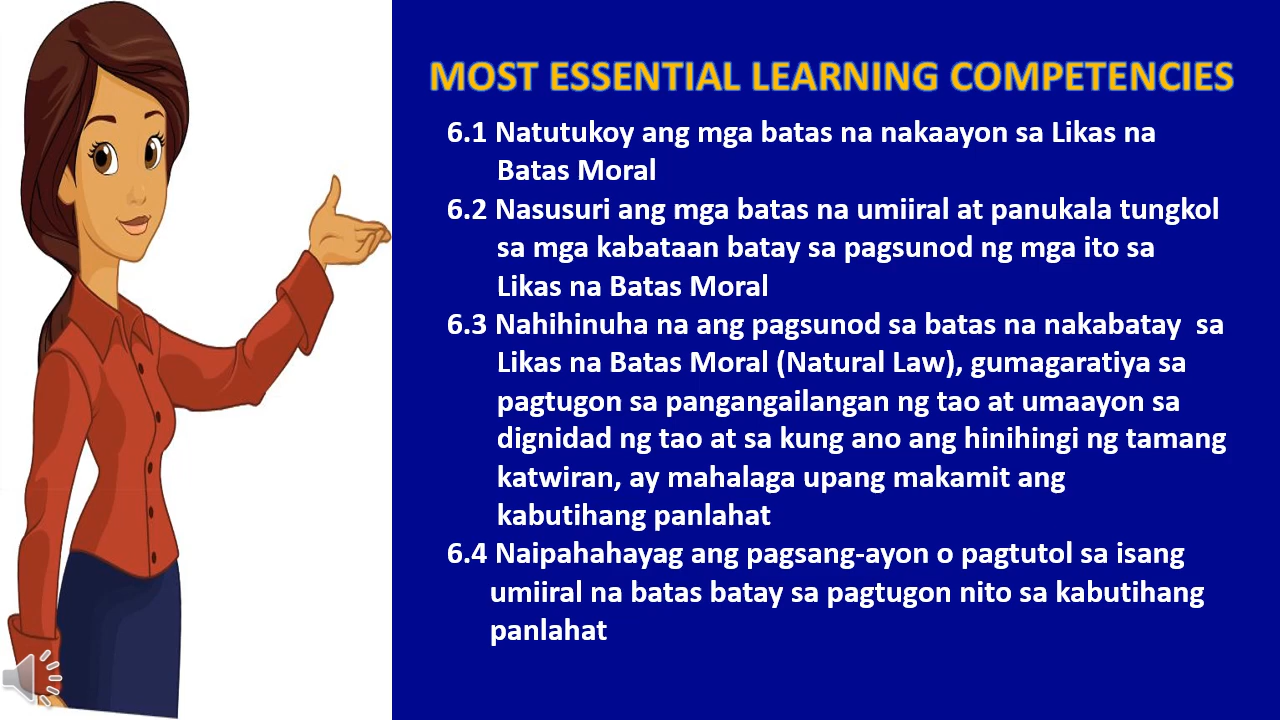 MOST ESSENTIAL LEARNING COMPETENCIES
6.1 Natutukoy ang mga batas na nakaayon sa Likas na
Batas Moral
6.2 Nasusuri ang mga batas na umiiral at panukala tungkol
sa mga kabataan batay sa pagsunod ng mga ito sa
Likas na Batas Moral
6.3 Nahihinuha na ang pagsunod sa batas na nakabatay sa
Likas na Batas Moral (Natural Law), gumagaratiya sa
pagtugon sa pangangailangan ng tao at umaayon sa
dignidad ng tao at sa kung ano ang hinihingi ng tamang
katwiran, ay mahalaga upang makamit ang
kabutihang panlahat
6.4 Naipahahayag ang pagsang-ayon o pagtutol sa isang
umiiral na batas batay sa pagtugon nito sa kabutihang
panlahat